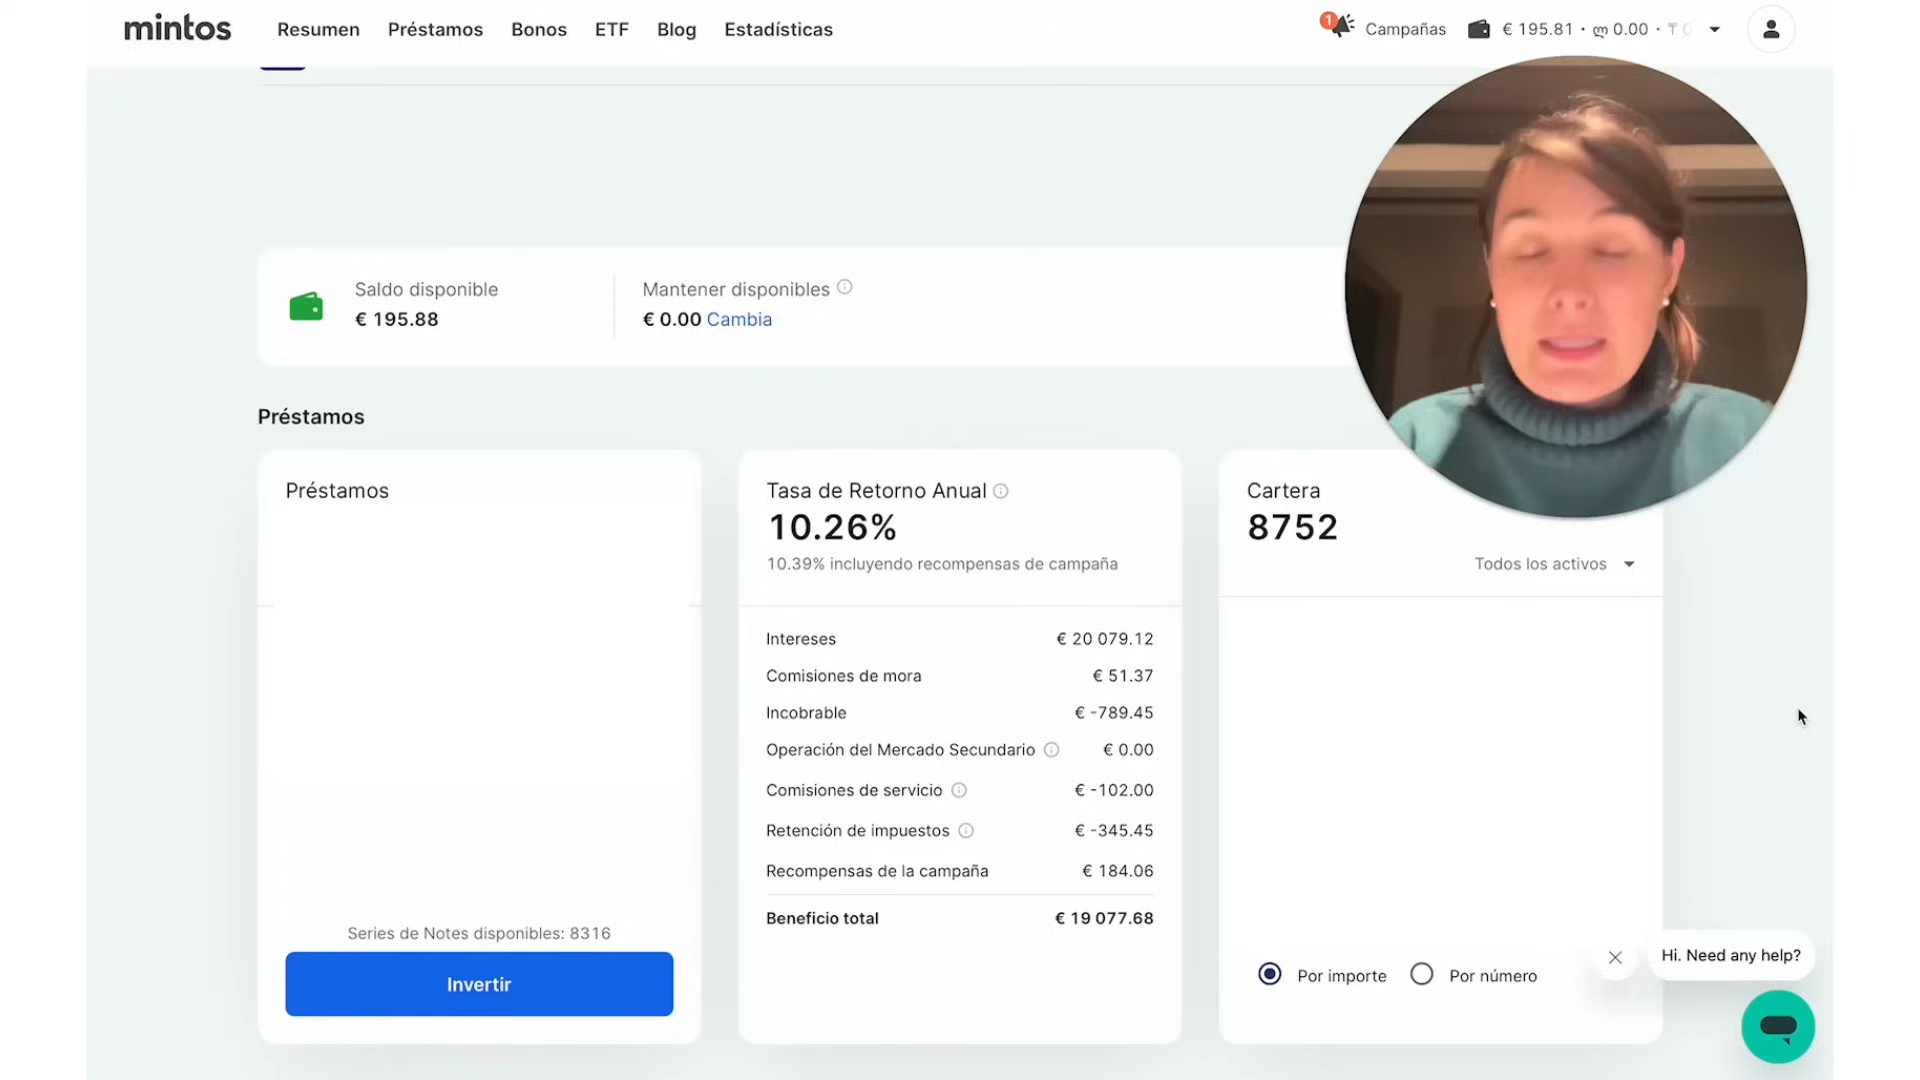 mintos Resumen Préstamos Bonos ETF Blog Estadísticas 1 Campañas € 195.81 · ლ 0.00 · ₸ 0
Saldo disponible
€ 195.88
Mantener disponibles
€ 0.00 Cambia
Préstamos
Préstamos
Series de Notes disponibles: 8316
Invertir
Tasa de Retorno Anual
10.26%
10.39% incluyendo recompensas de campaña
Intereses € 20 079.12
Comisiones de mora € 51.37
Incobrable € -789.45
Operación del Mercado Secundario € 0.00
Comisiones de servicio € -102.00
Retención de impuestos € -345.45
Recompensas de la campaña € 184.06
Beneficio total € 19 077.68
Cartera
8752
Todos los activos
Por importe Por número
Hi. Need any help?